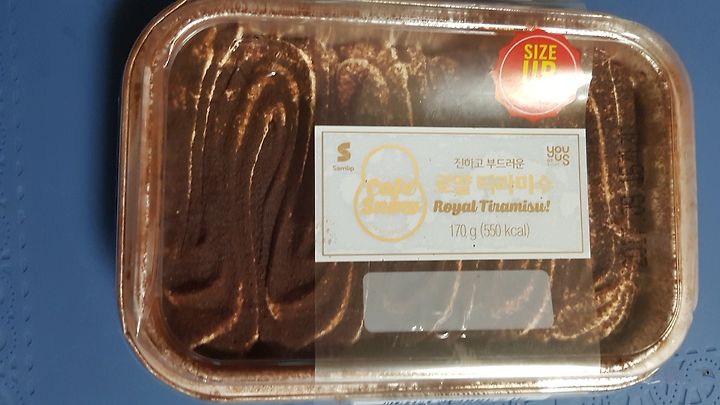 SIZE
UP
Samlip
Cafe
Snow
you
us
진하고 부드러운
로얄 티라미수
Royal Tiramisu!
170 g (550 kcal)